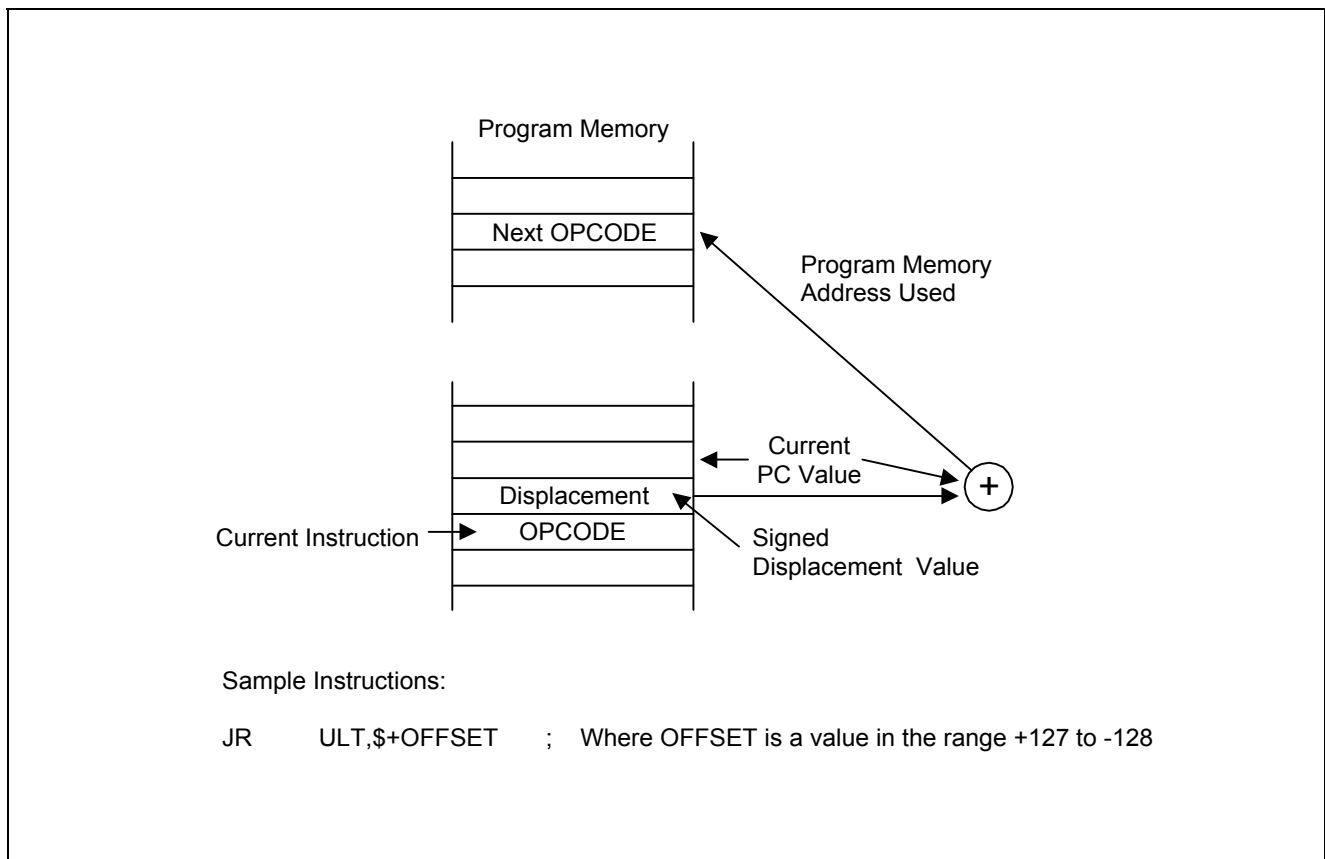 Program Memory
Next OPCODE
Program Memory
Address Used
Current
PC Value
+
Displacement
Current Instruction
OPCODE
Signed
Displacement Value
Sample Instructions:
JR ULT,$+OFFSET ; Where OFFSET is a value in the range +127 to -128